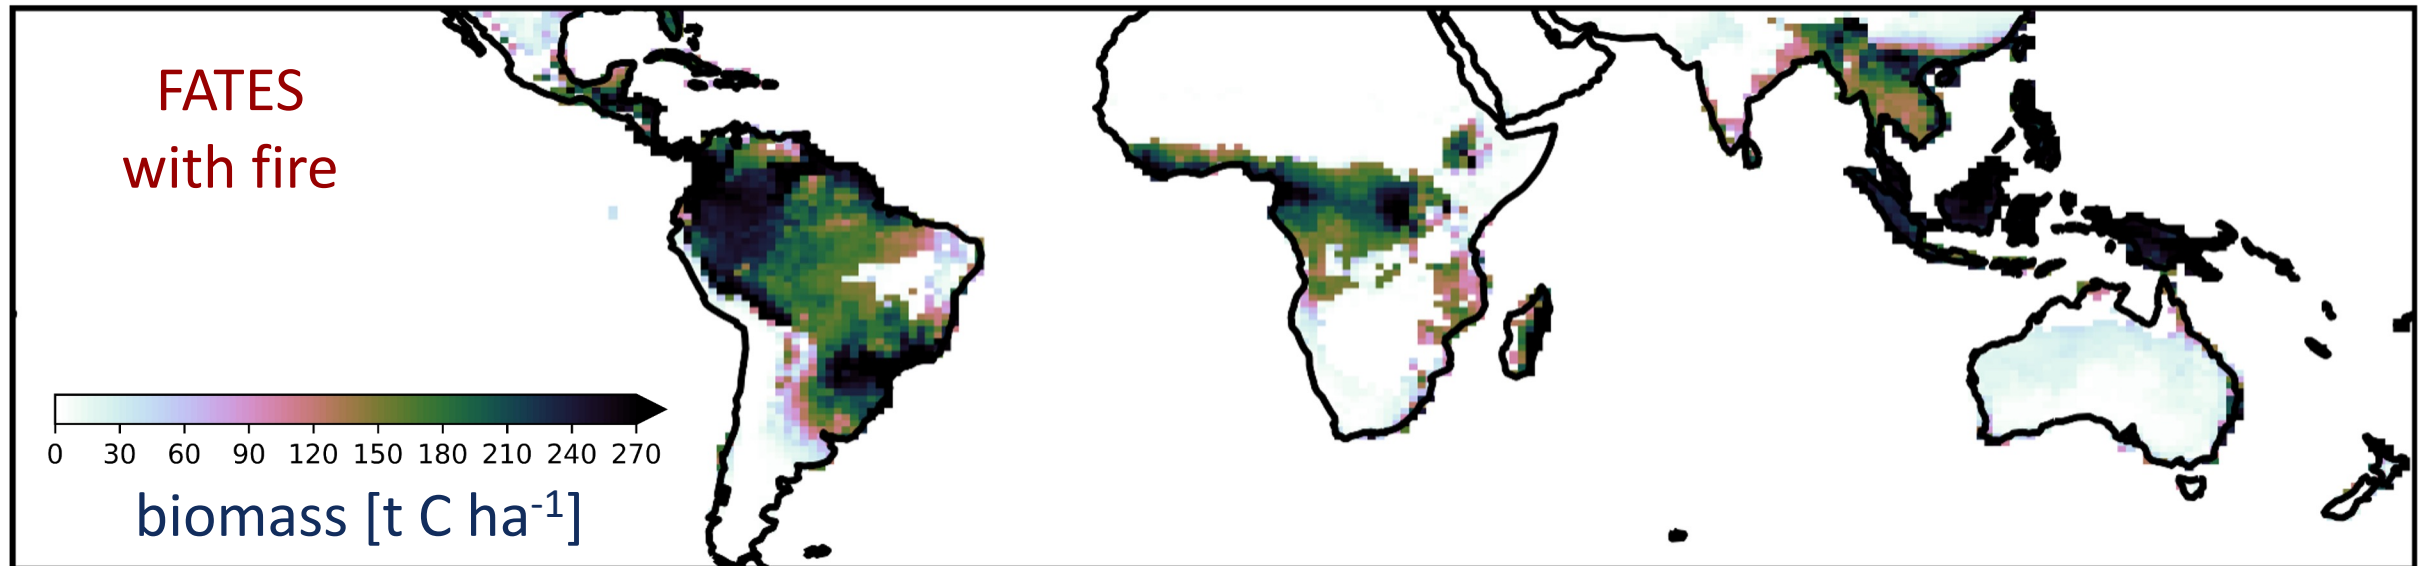 FATES
with fire
0 30 60 90 120 150 180 210 240 270
biomass [t C ha⁻¹]